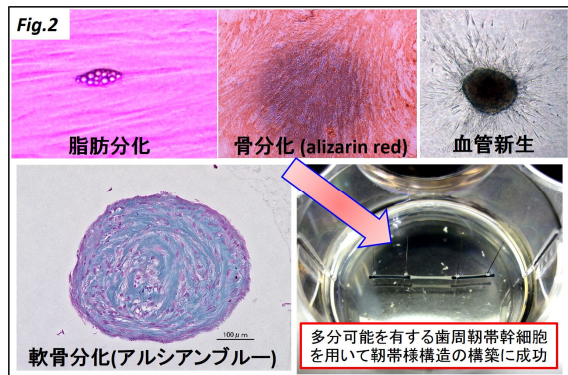 Fig.2
脂肪分化
骨分化 (alizarin red)
血管新生
軟骨分化(アルシアンブルー)
100μm
多分可能を有する歯周靭帯幹細胞
を用いて靭帯様構造の構築に成功